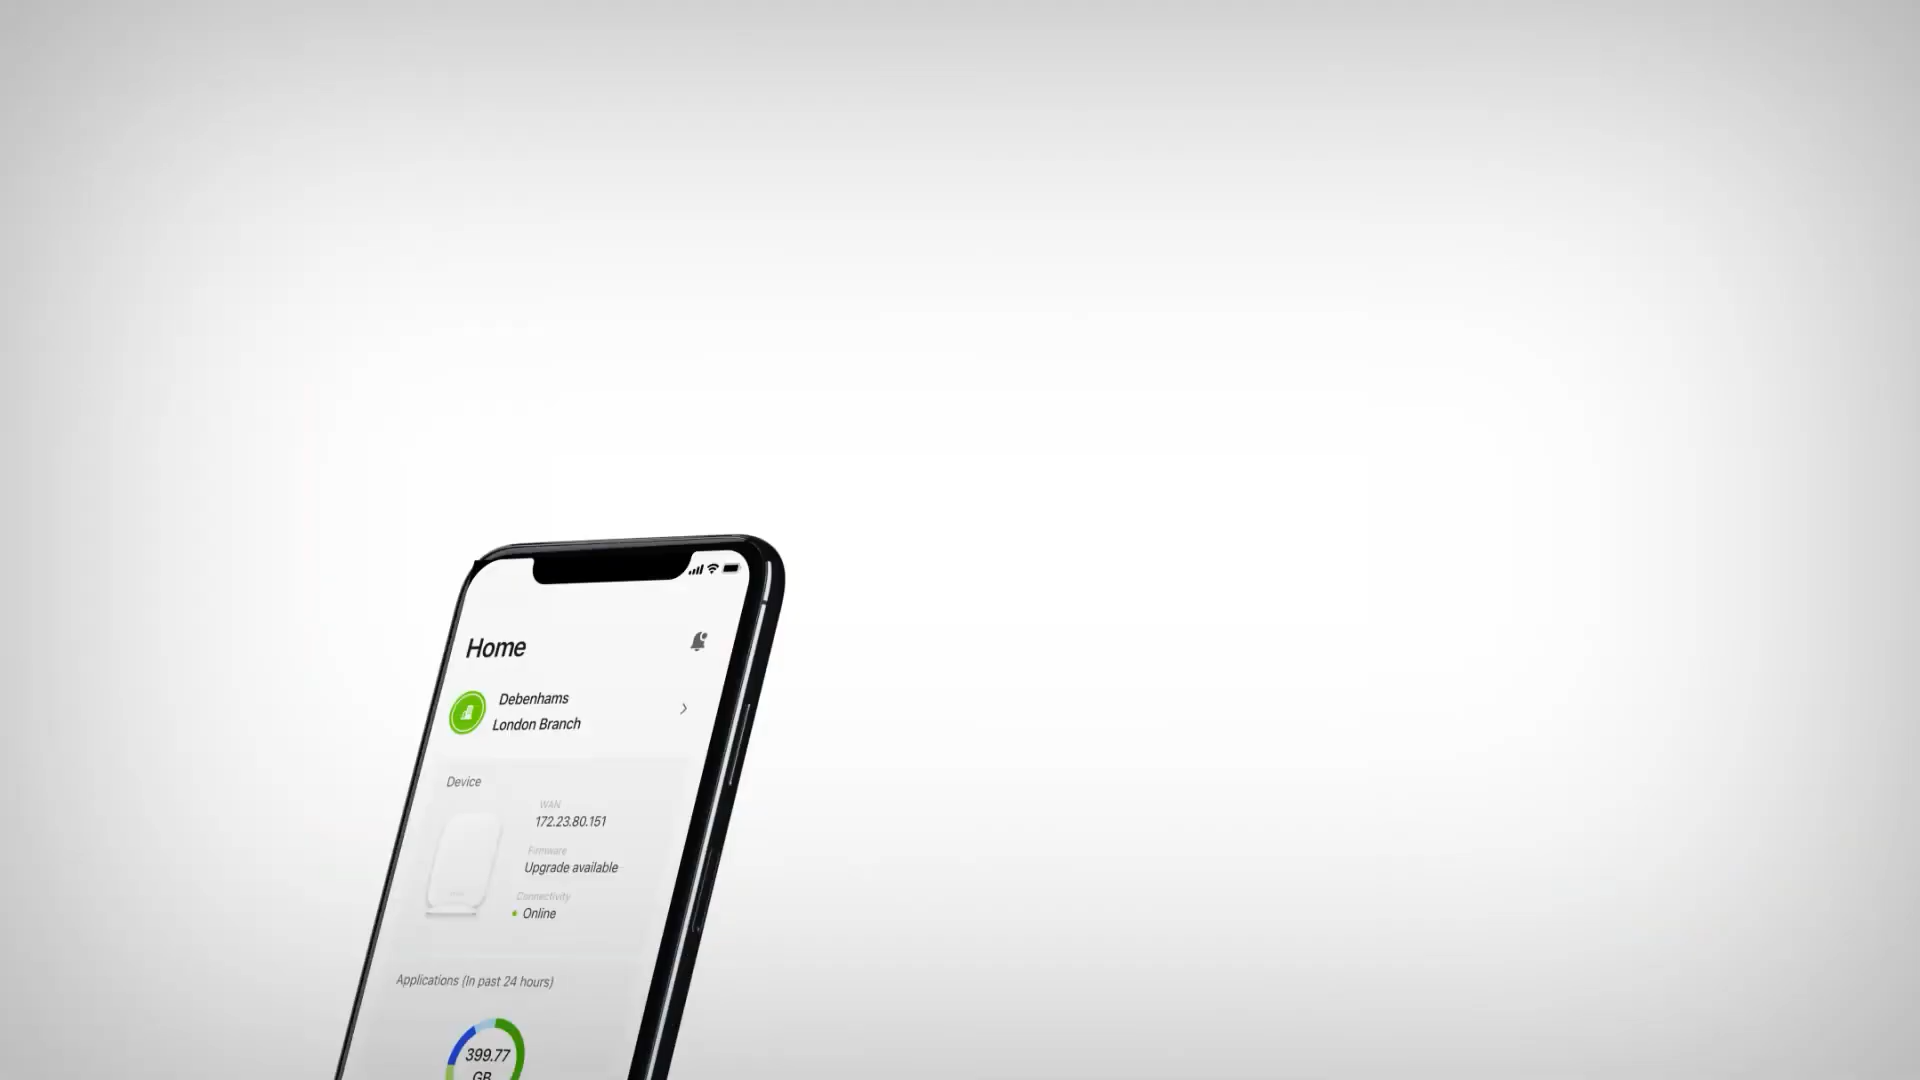 Home
Debenhams
London Branch
Device
WAN
172.23.80.151
Firmware
Upgrade available
Connectivity
Online
Applications (In past 24 hours)
399.77
GB